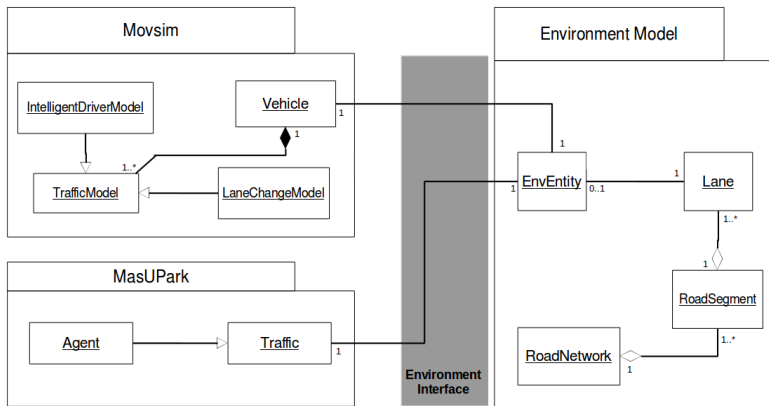 Movsim
IntelligentDriverModel
Vehicle
1
1
1..*
TrafficModel
LaneChangeModel
MasUPark
Agent
Traffic
1
Environment
Interface
Environment Model
1
EnvEntity
1
0..1
1
Lane
1..*
1
RoadSegment
1..*
RoadNetwork
1